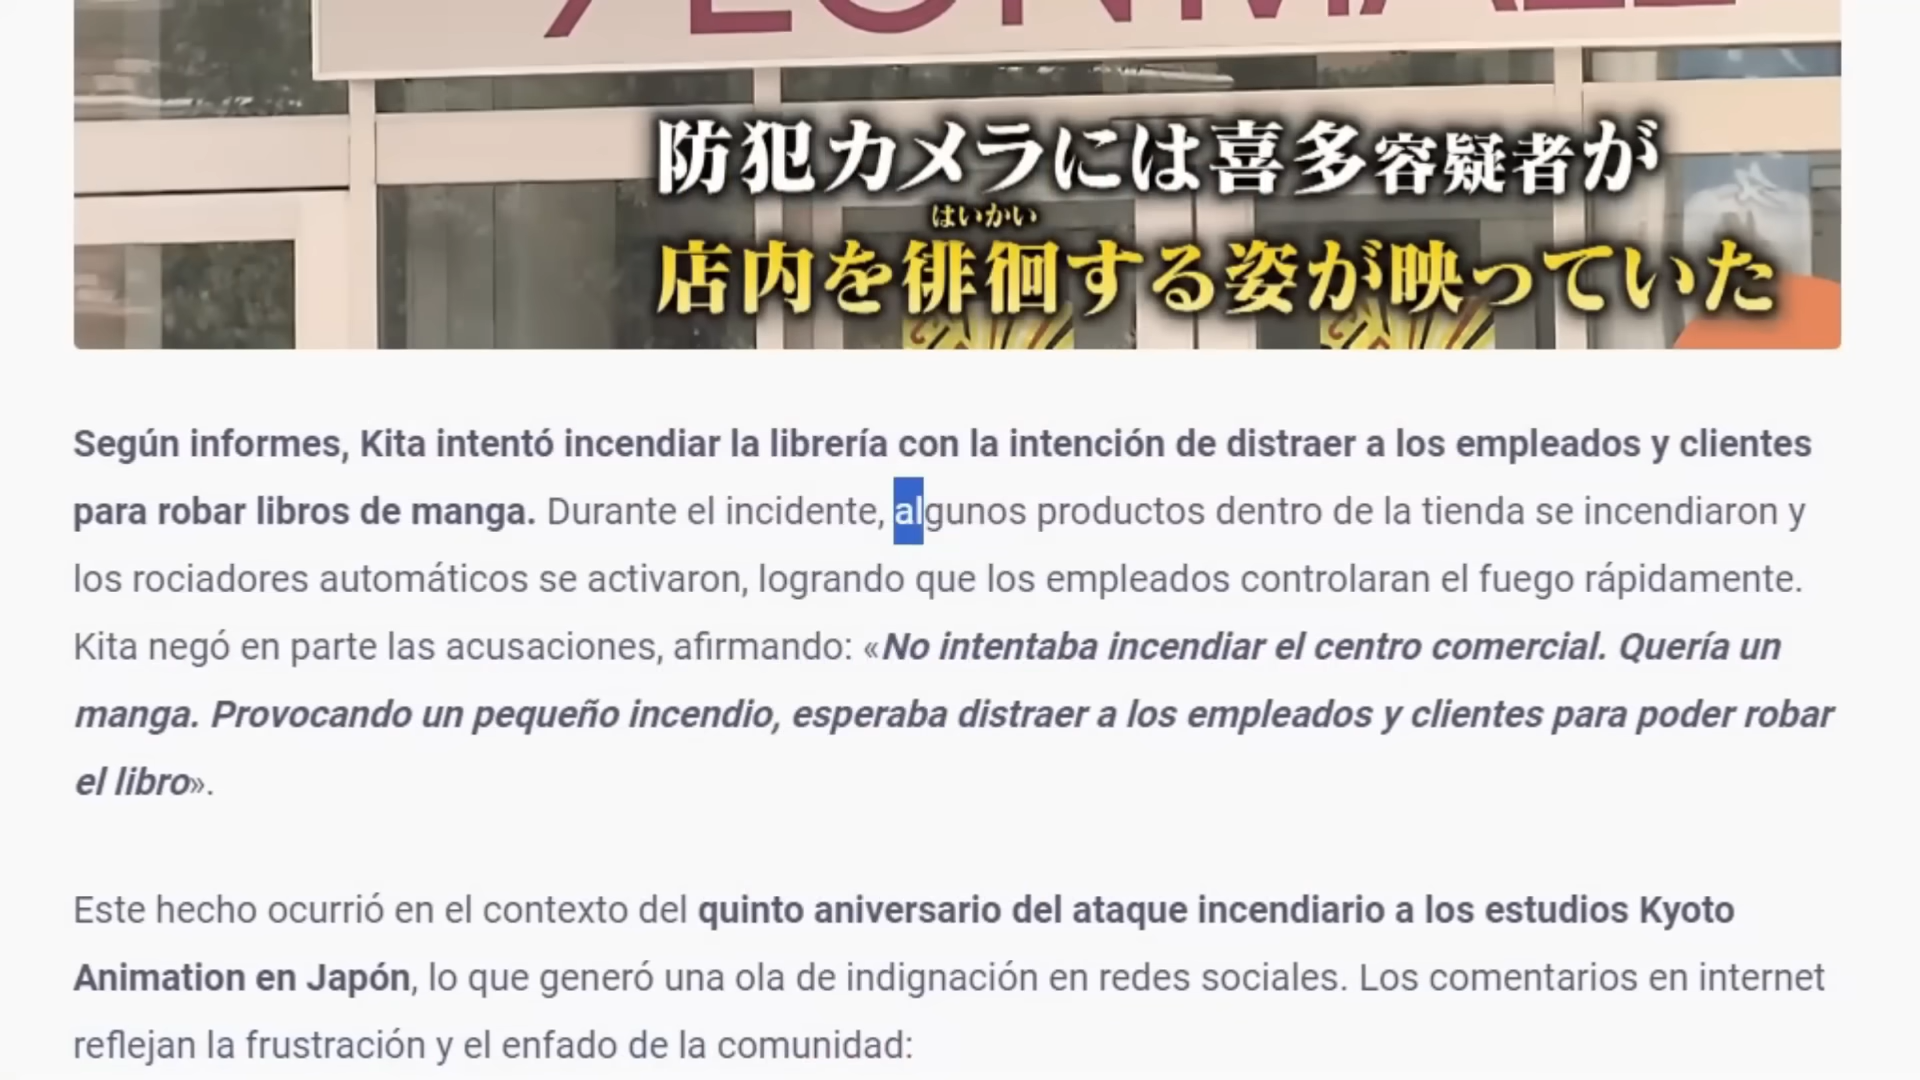 ÆON MALL
防犯カメラには喜多容疑者が
はいかい
店内を徘徊する姿が映っていた
Según informes, Kita intentó incendiar la librería con la intención de distraer a los empleados y clientes
para robar libros de manga. Durante el incidente, algunos productos dentro de la tienda se incendiaron y
los rociadores automáticos se activaron, logrando que los empleados controlaran el fuego rápidamente.
Kita negó en parte las acusaciones, afirmando: «No intentaba incendiar el centro comercial. Quería un
manga. Provocando un pequeño incendio, esperaba distraer a los empleados y clientes para poder robar
el libro».
Este hecho ocurrió en el contexto del quinto aniversario del ataque incendiario a los estudios Kyoto
Animation en Japón, lo que generó una ola de indignación en redes sociales. Los comentarios en internet
reflejan la frustración y el enfado de la comunidad: